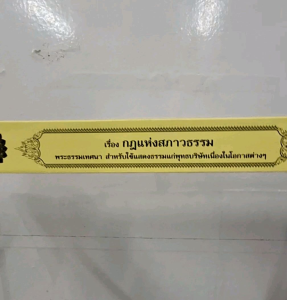 เรื่อง กฎแห่งสภาวธรรม
พระธรรมเทศนา สำหรับใช้แสดงธรรมแก่พุทธบริษัทเนื่องในโอกาสต่างๆ